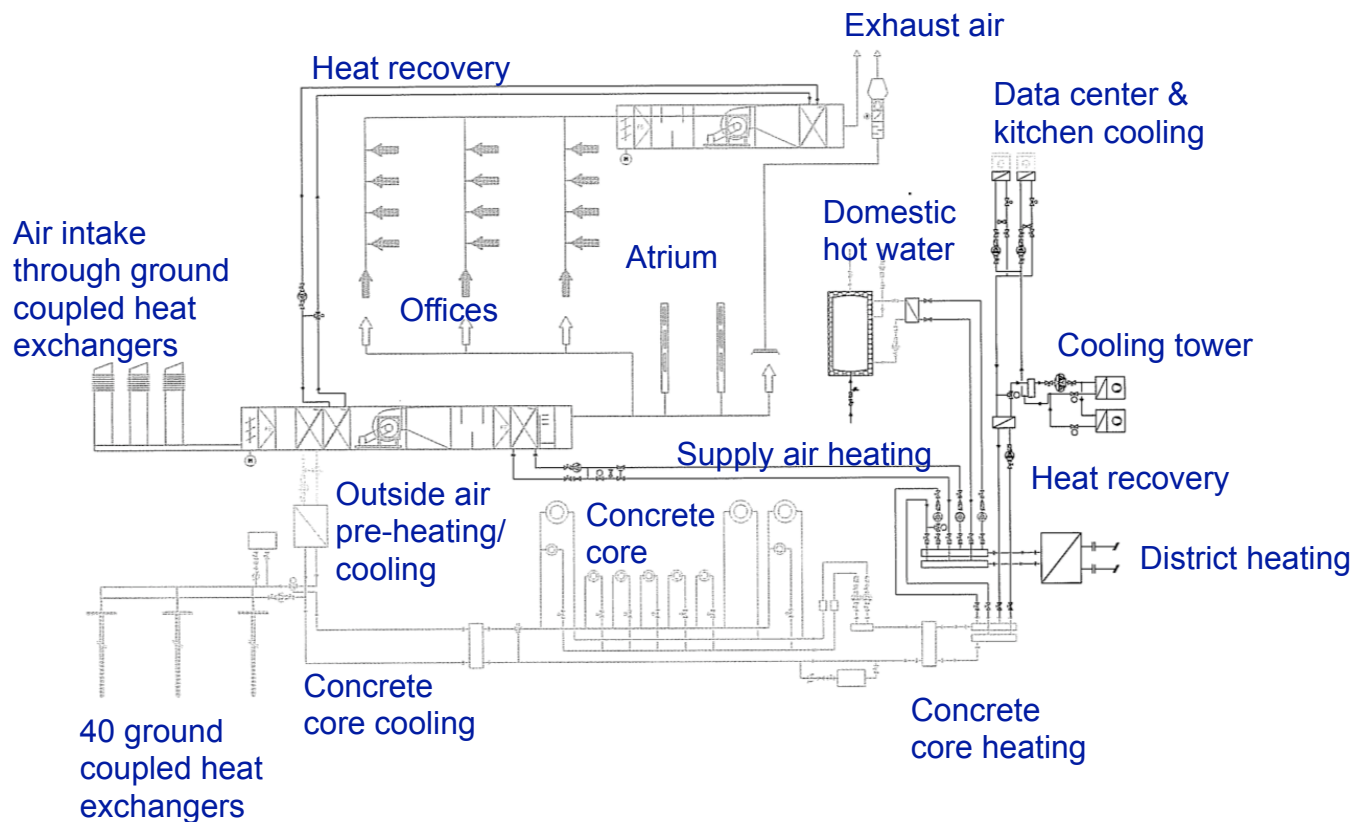 Exhaust air
Heat recovery
Data center &
kitchen cooling
Domestic
hot water
Air intake
through ground
coupled heat
exchangers
Atrium
Offices
Cooling tower
Supply air heating
Heat recovery
Outside air
pre-heating/
cooling
Concrete
core
District heating
Concrete
core cooling
Concrete
core heating
40 ground
coupled heat
exchangers